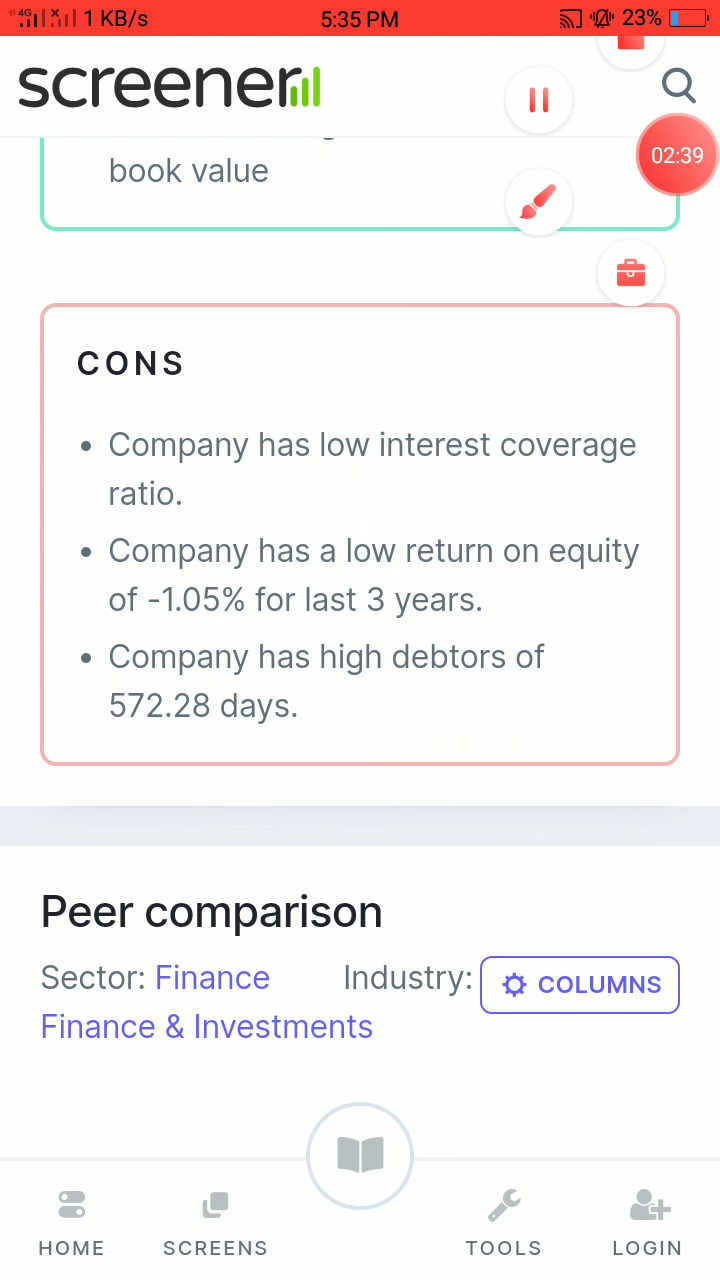 4G 1 KB/s 5:35 PM 23%
screener
02:39
book value
CONS
• Company has low interest coverage
ratio.
• Company has a low return on equity
of -1.05% for last 3 years.
• Company has high debtors of
572.28 days.
Peer comparison
Sector: Finance Industry:
Finance & Investments
COLUMNS
HOME SCREENS TOOLS LOGIN